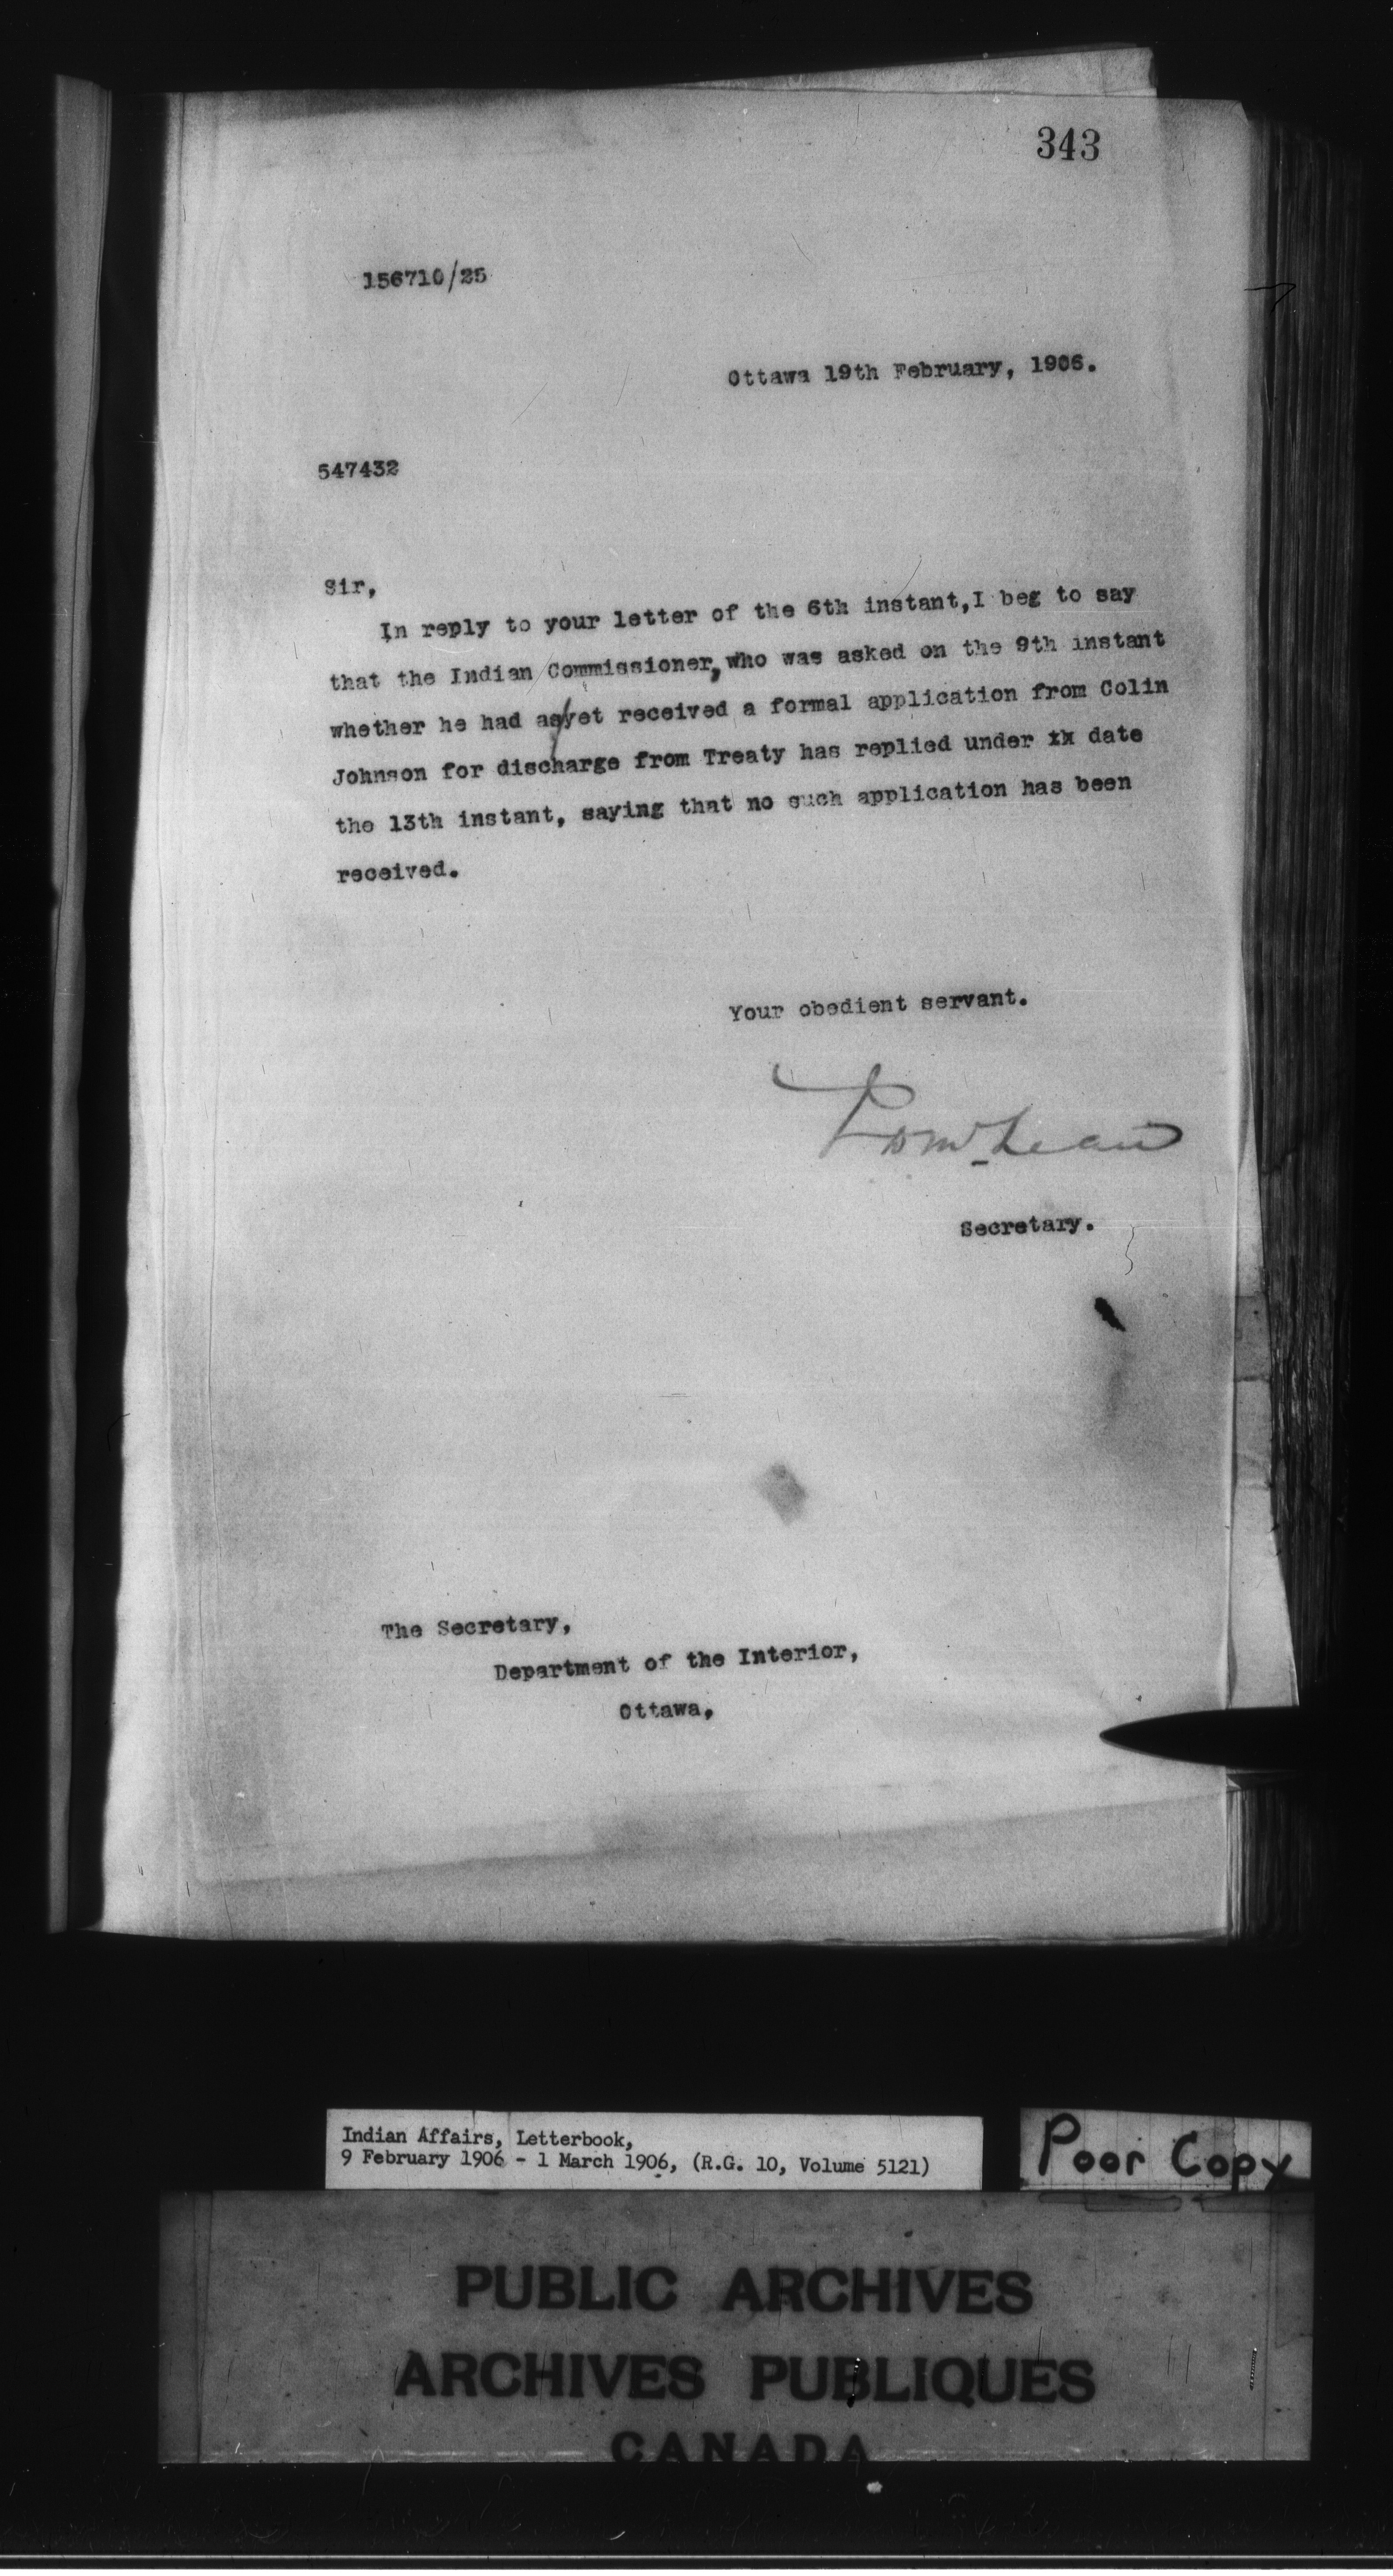 343
156710/25
Ottawa 19th February, 1906.
547432
Sir,
In reply to your letter of the 6th instant,I beg to say
that the Indian Commissioner,who was asked on the 9th instant
whether he had as/yet received a formal application from Colin
Johnson for discharge from Treaty has replied under xx date
the 13th instant, saying that no such application has been
received.
Your obedient servant.
McLean
Secretary.
The Secretary,
Department of the Interior,
Ottawa,
Indian Affairs, Letterbook,
9 February 1906 - 1 March 1906, (R.G. 10, Volume 5121)
Poor Copy
PUBLIC ARCHIVES
ARCHIVES PUBLIQUES
CANADA